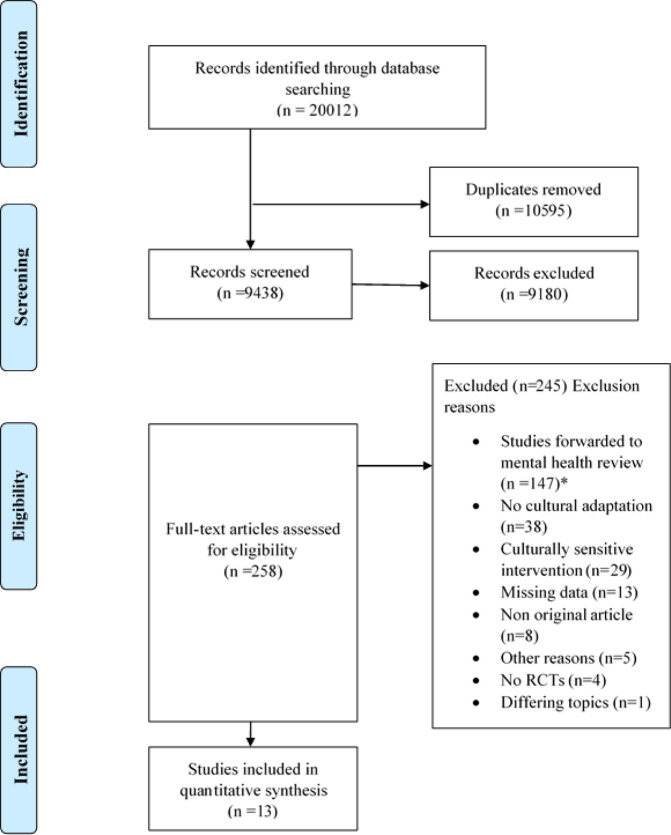 Identification
Records identified through database
searching
(n = 20012)
Duplicates removed
(n =10595)
Screening
Records screened
(n =9438)
Records excluded
(n =9180)
Eligibility
Full-text articles assessed
for eligibility
(n =258)
Excluded (n=245) Exclusion
reasons
• Studies forwarded to
mental health review
(n =147)*
• No cultural adaptation
(n=38)
• Culturally sensitive
intervention (n=29)
• Missing data (n=13)
• Non original article
(n=8)
• Other reasons (n=5)
• No RCTs (n=4)
• Differing topics (n=1)
Included
Studies included in
quantitative synthesis
(n =13)